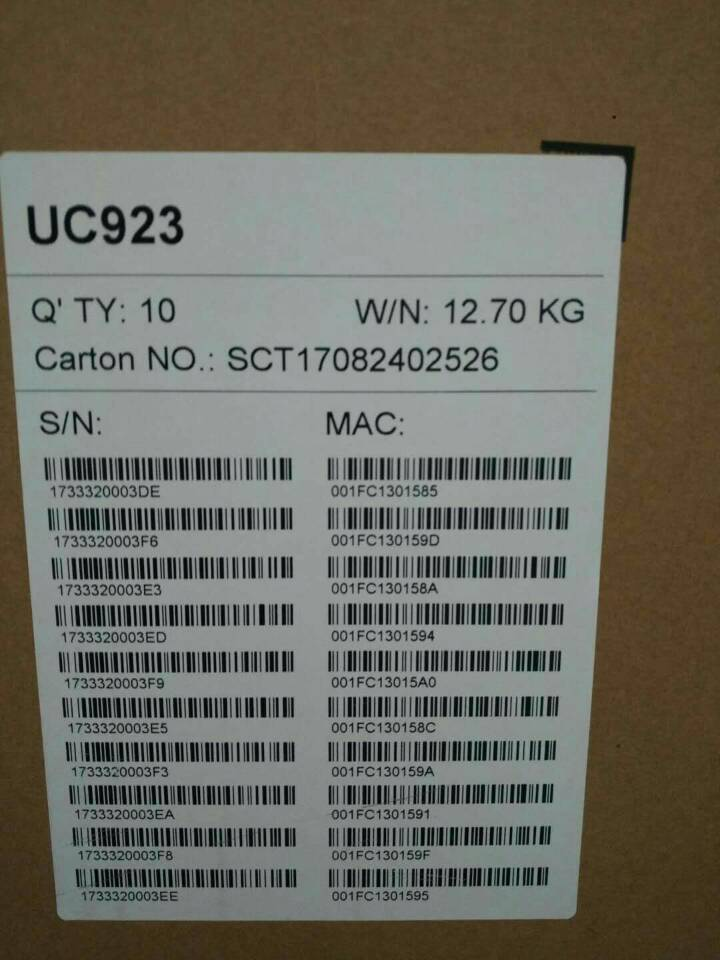 UC923
Q' TY: 10 W/N: 12.70 KG
Carton NO.: SCT17082402526
S/N: MAC:
1733320003DE 001FC1301585
1733320003F6 001FC130159D
1733320003E3 001FC130158A
1733320003ED 001FC1301594
1733320003F9 001FC13015A0
1733320003E5 001FC130158C
1733320003F3 001FC130159A
1733320003EA 001FC1301591
1733320003F8 001FC130159F
1733320003EE 001FC1301595